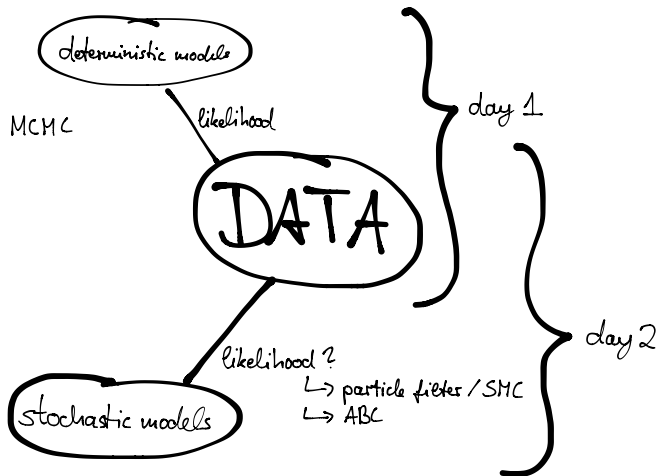 deterministic models
likelihood
MCMC
day 1
DATA
day 2
likelihood?
↳ particle filter / SMC
↳ ABC
stochastic models